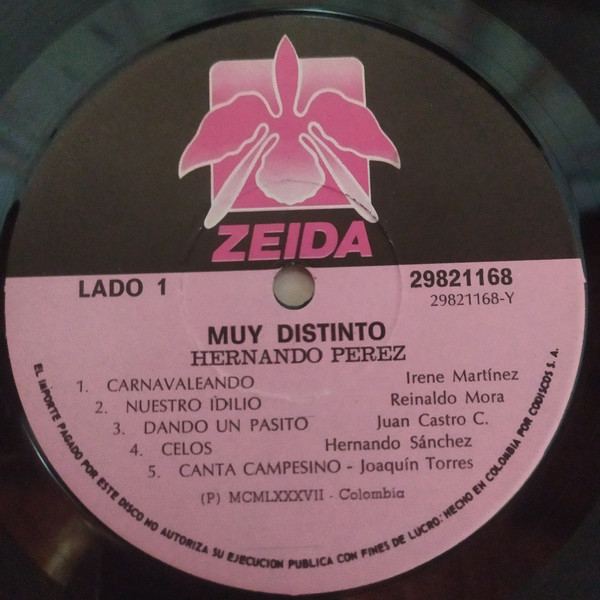 ZEIDA
LADO 1
29821168
29821168-Y
MUY DISTINTO
HERNANDO PEREZ
1. CARNAVALEANDO Irene Martínez
2. NUESTRO IDILIO Reinaldo Mora
3. DANDO UN PASITO Juan Castro C.
4. CELOS Hernando Sánchez
5. CANTA CAMPESINO - Joaquín Torres
(P) MCMLXXXVII - Colombia
EL IMPORTE PAGADO POR ESTE DISCO NO AUTORIZA SU EJECUCION PUBLICA CON FINES DE LUCRO: HECHO EN COLOMBIA POR CODISCOS S. A.